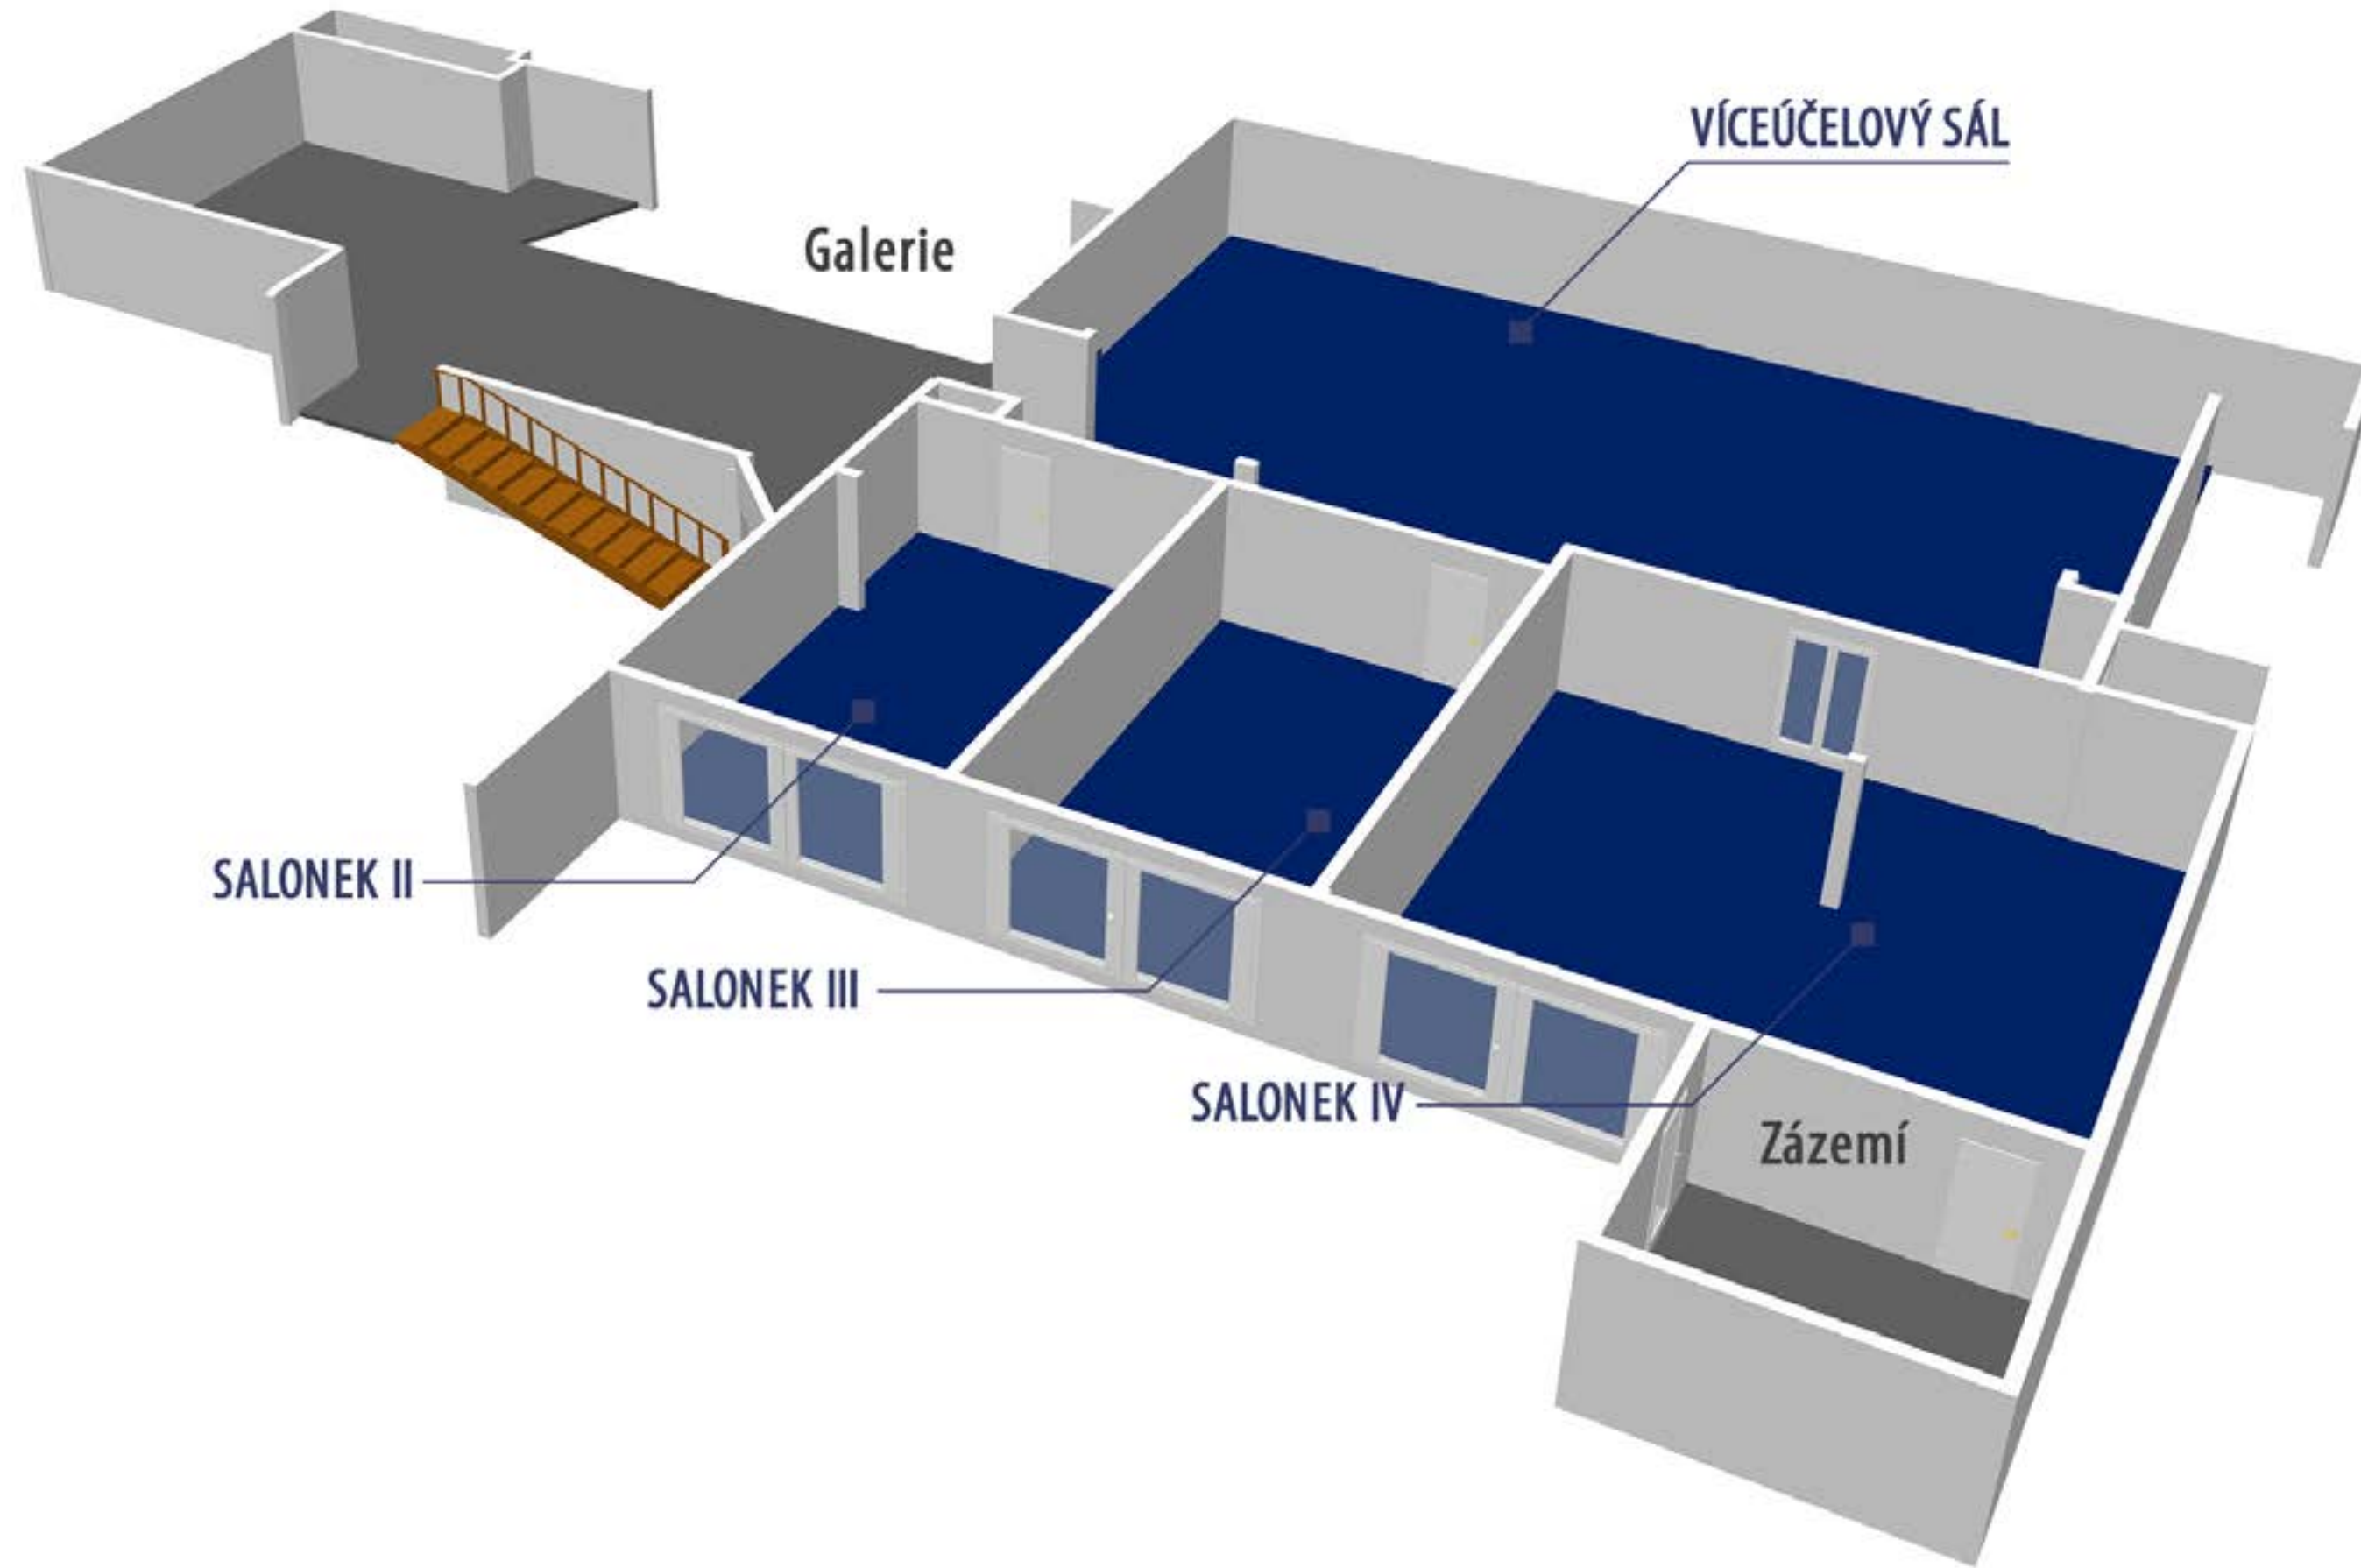 VÍCEÚČELOVÝ SÁL
Galerie
SALONEK II
SALONEK III
SALONEK IV
Zázemí